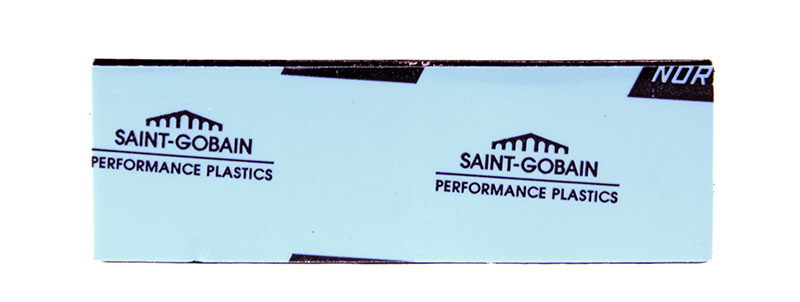 NOR
SAINT-GOBAIN
PERFORMANCE PLASTICS
SAINT-GOBAIN
PERFORMANCE PLASTICS